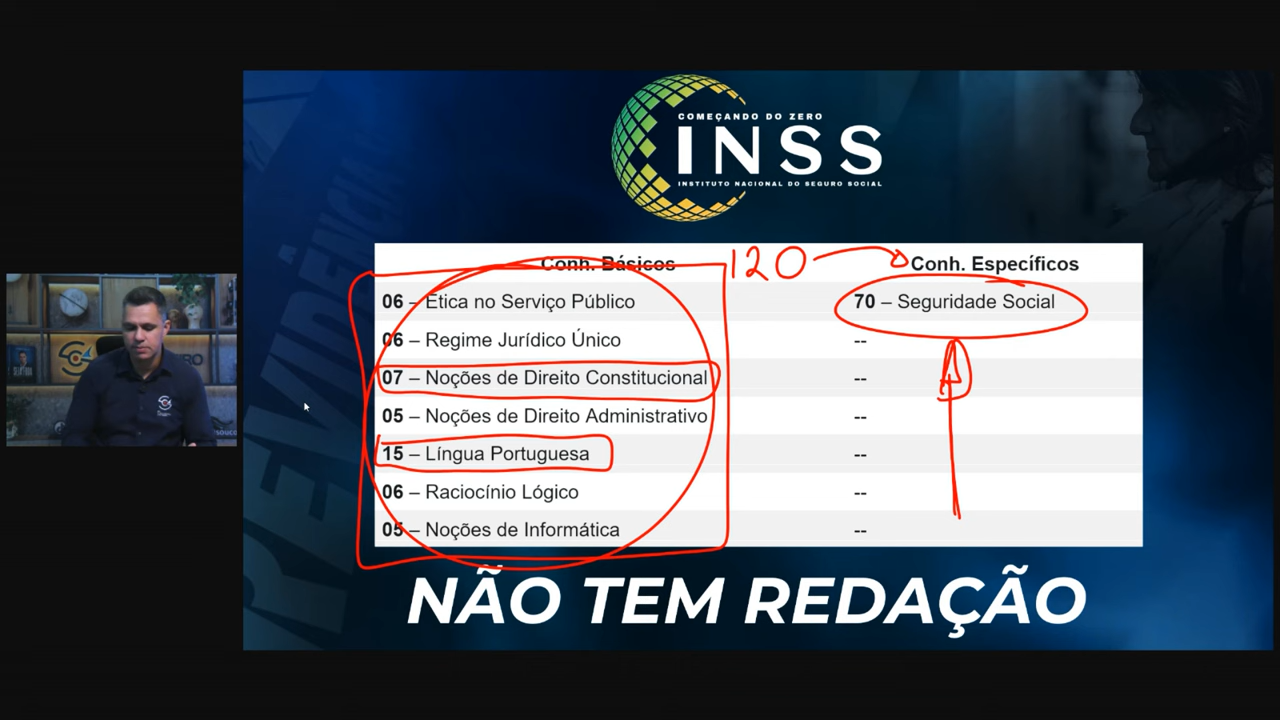 COMEÇANDO DO ZERO
INSS
INSTITUTO NACIONAL DO SEGURO SOCIAL
Conh. Básicos
120
Conh. Específicos
06 – Ética no Serviço Público
70 – Seguridade Social
06 – Regime Jurídico Único
--
07 – Noções de Direito Constitucional
--
05 – Noções de Direito Administrativo
--
15 – Língua Portuguesa
--
06 – Raciocínio Lógico
--
05 – Noções de Informática
--
NÃO TEM REDAÇÃO
PREVIDÊNCIA